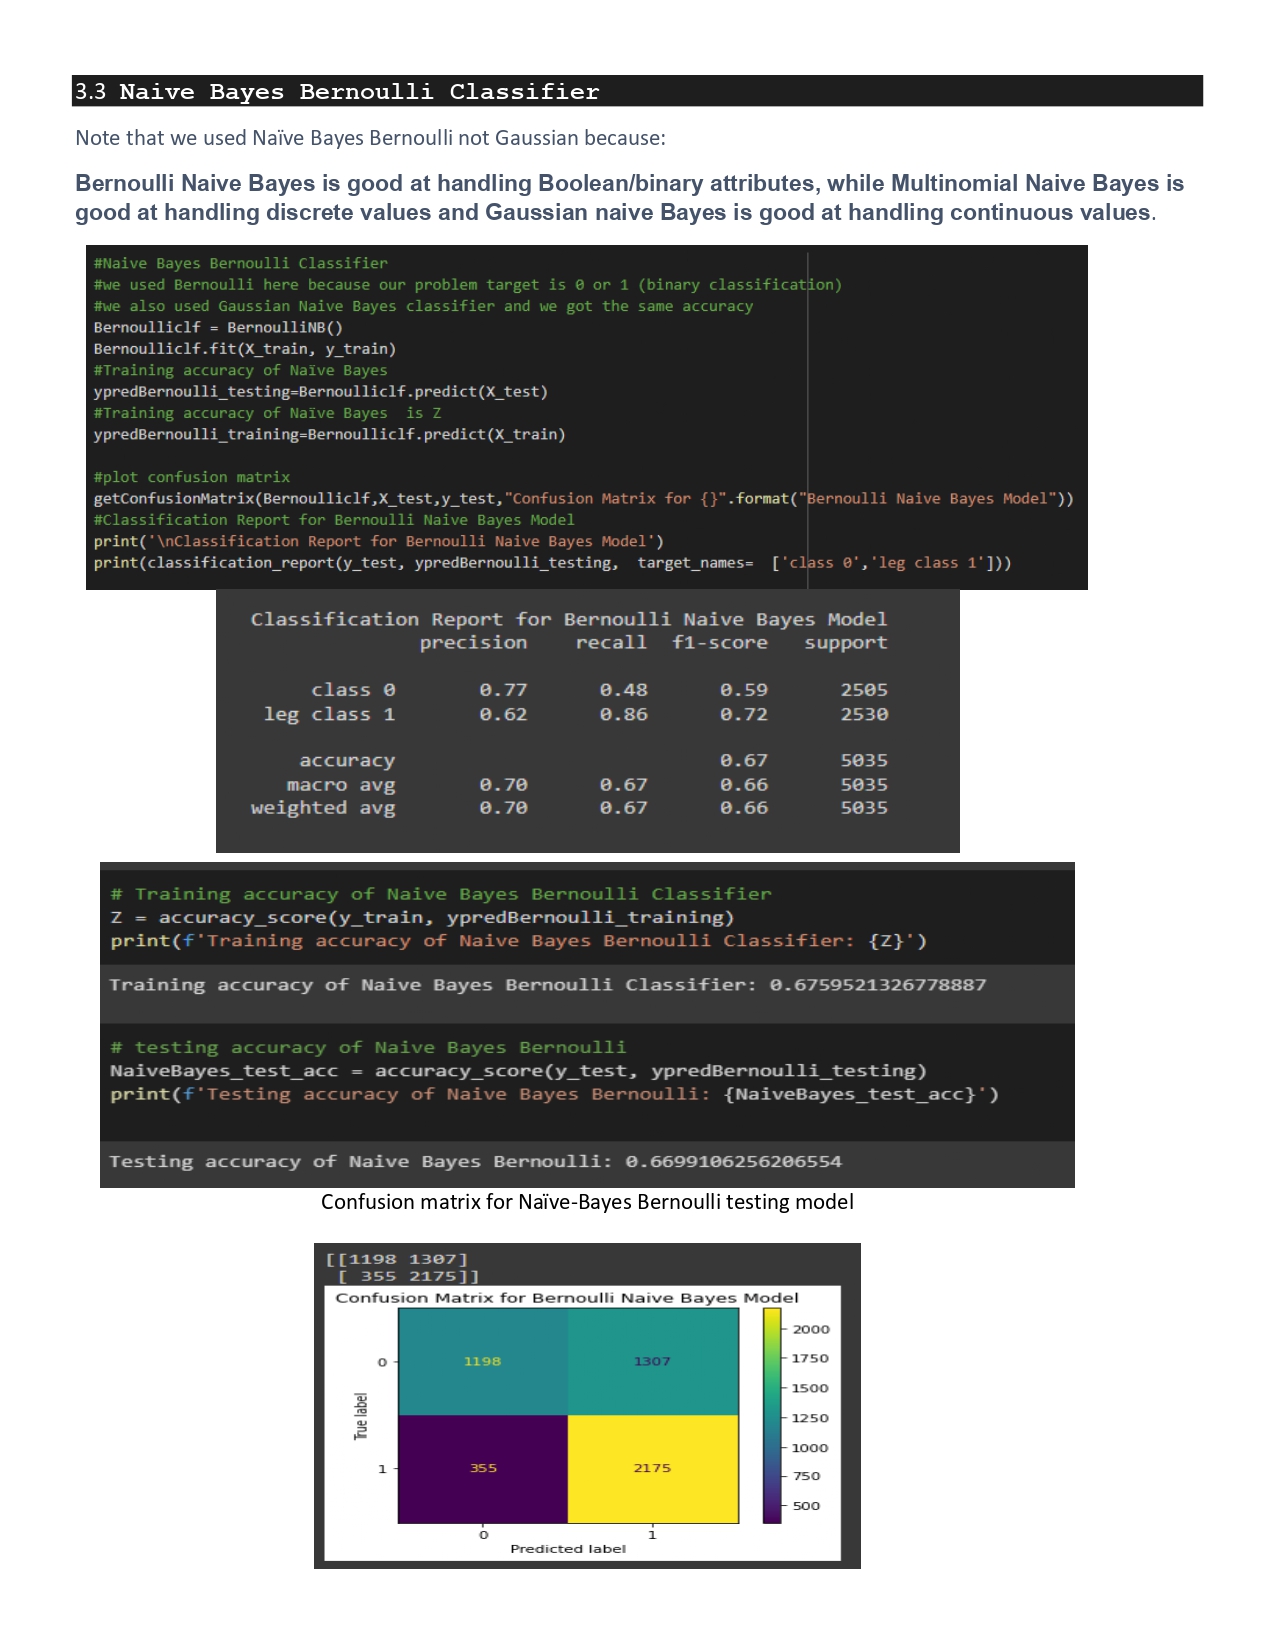 3.3 Naive Bayes Bernoulli Classifier
Note that we used Naïve Bayes Bernoulli not Gaussian because:
Bernoulli Naive Bayes is good at handling Boolean/binary attributes, while Multinomial Naive Bayes is
good at handling discrete values and Gaussian naive Bayes is good at handling continuous values.
#Naive Bayes Bernoulli Classifier
#we used Bernoulli here because our problem target is 0 or 1 (binary classification)
#we also used Gaussian Naive Bayes classifier and we got the same accuracy
Bernoulliclf = BernoulliNB()
Bernoulliclf.fit(X_train, y_train)
#Training accuracy of Naïve Bayes
ypredBernoulli_testing=Bernoulliclf.predict(X_test)
#Training accuracy of Naïve Bayes  is Z
ypredBernoulli_training=Bernoulliclf.predict(X_train)
#plot confusion matrix
getConfusionMatrix(Bernoulliclf,X_test,y_test,"Confusion Matrix for {}".format("Bernoulli Naive Bayes Model"))
#Classification Report for Bernoulli Naive Bayes Model
print('\nClassification Report for Bernoulli Naive Bayes Model')
print(classification_report(y_test, ypredBernoulli_testing,  target_names=  ['class 0','leg class 1']))
Classification Report for Bernoulli Naive Bayes Model
precision recall f1-score support
class 0 0.77 0.48 0.59 2505
leg class 1 0.62 0.86 0.72 2530
accuracy 0.67 5035
macro avg 0.70 0.67 0.66 5035
weighted avg 0.70 0.67 0.66 5035
# Training accuracy of Naive Bayes Bernoulli Classifier
Z = accuracy_score(y_train, ypredBernoulli_training)
print(f'Training accuracy of Naive Bayes Bernoulli Classifier: {Z}')
Training accuracy of Naive Bayes Bernoulli Classifier: 0.6759521326778887
# testing accuracy of Naive Bayes Bernoulli
NaiveBayes_test_acc = accuracy_score(y_test, ypredBernoulli_testing)
print(f'Testing accuracy of Naive Bayes Bernoulli: {NaiveBayes_test_acc}')
Testing accuracy of Naive Bayes Bernoulli: 0.6699106256206554
Confusion matrix for Naïve-Bayes Bernoulli testing model
[[1198 1307]
[ 355 2175]]
Confusion Matrix for Bernoulli Naive Bayes Model
2000
1750
1500
1250
1000
750
500
0
1198 1307
True label
1
355 2175
0 1
Predicted label